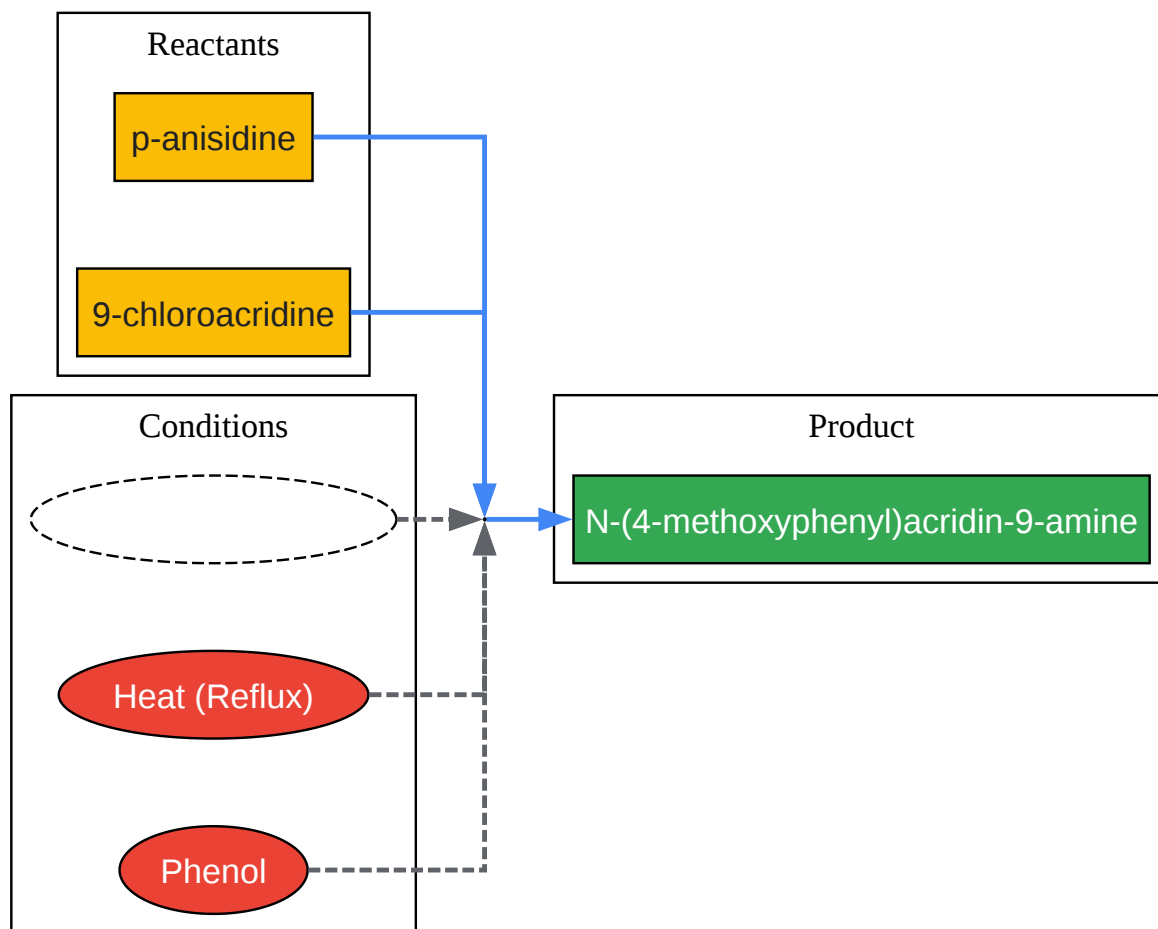 Reactants
p-anisidine
9-chloroacridine
Conditions
Heat (Reflux)
Phenol
Product
N-(4-methoxyphenyl)acridin-9-amine